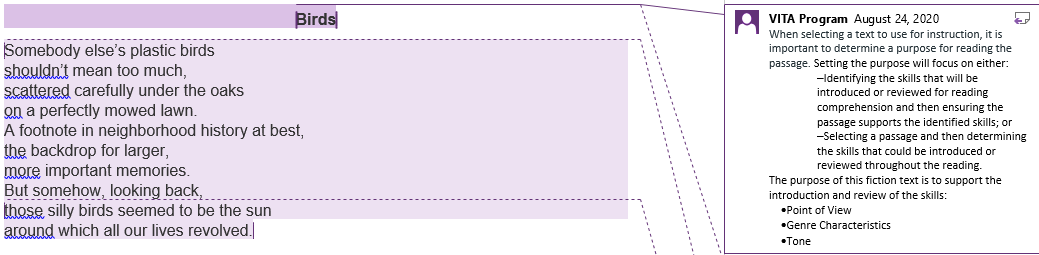 Birds
Somebody else's plastic birds
shouldn't mean too much,
scattered carefully under the oaks
on a perfectly mowed lawn.
A footnote in neighborhood history at best,
the backdrop for larger,
more important memories.
But somehow, looking back,
those silly birds seemed to be the sun
around which all our lives revolved.
VITA Program August 24, 2020
When selecting a text to use for instruction, it is
important to determine a purpose for reading the
passage. Setting the purpose will focus on either:
–Identifying the skills that will be
introduced or reviewed for reading
comprehension and then ensuring the
passage supports the identified skills; or
–Selecting a passage and then determining
the skills that could be introduced or
reviewed throughout the reading.
The purpose of this fiction text is to support the
introduction and review of the skills:
•Point of View
•Genre Characteristics
•Tone